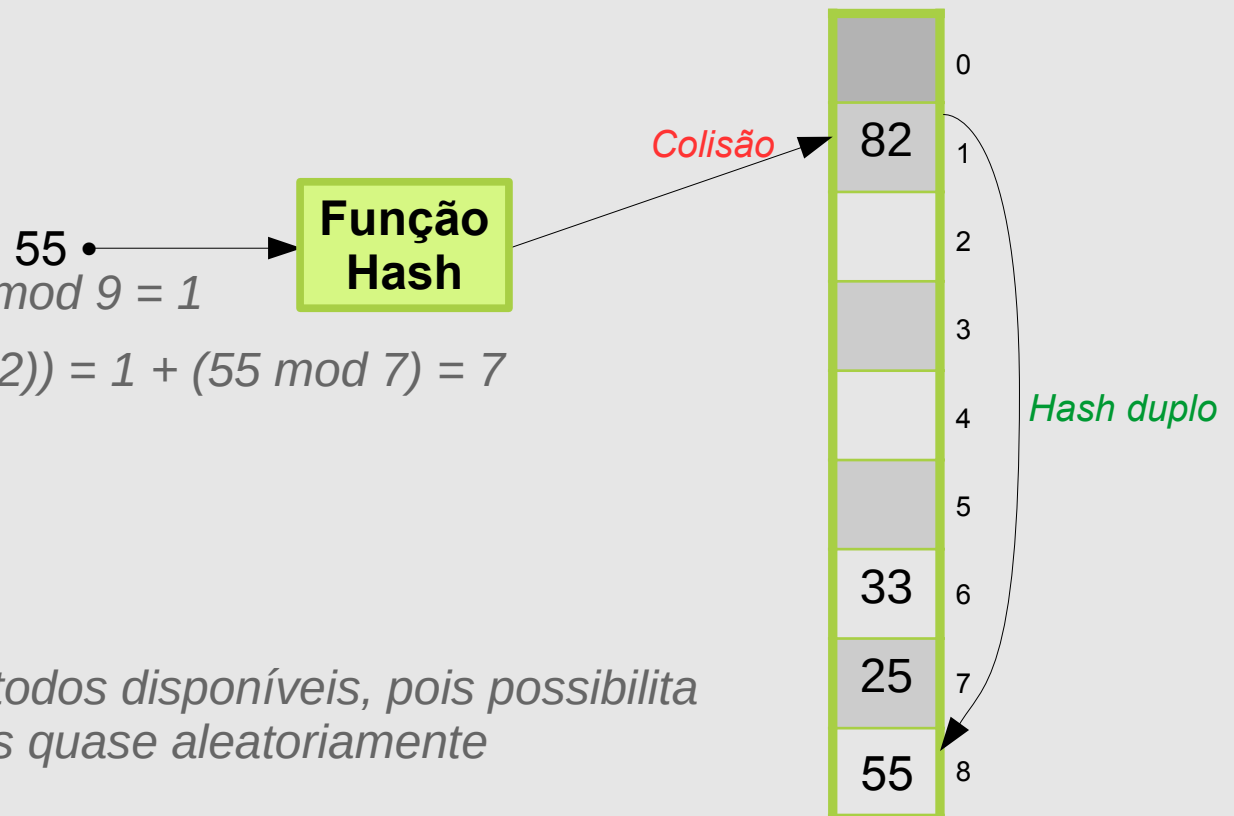 0
Colisão
82
1
Função
Hash
55
2
mod 9 = 1
3
2)) = 1 + (55 mod 7) = 7
4
Hash duplo
5
33
6
todos disponíveis, pois possibilita
25
7
s quase aleatoriamente
55
8